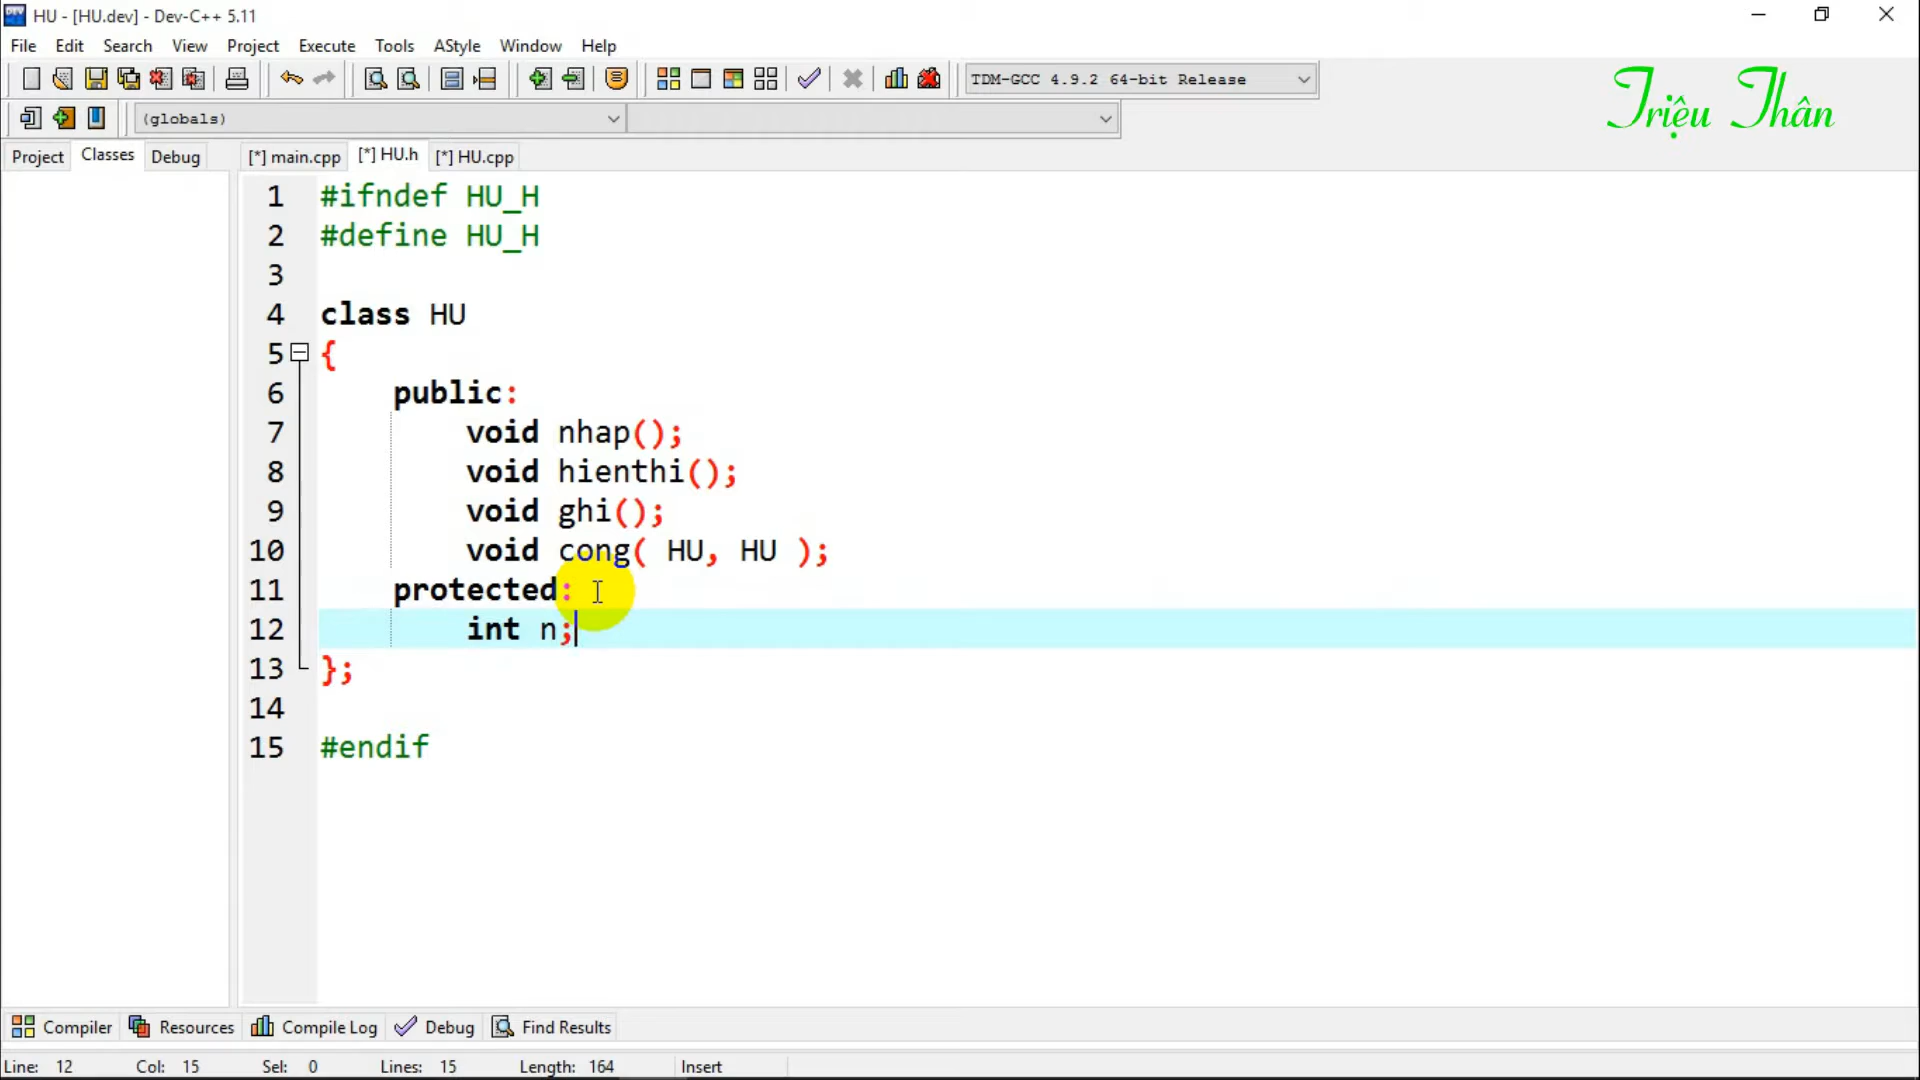 HU - [HU.dev] - Dev-C++ 5.11
File Edit Search View Project Execute Tools AStyle Window Help
TDM-GCC 4.9.2 64-bit Release
Triệu Thân
(globals)
Project Classes Debug [*] main.cpp [*] HU.h [*] HU.cpp
1 #ifndef HU_H
2 #define HU_H
3
4 class HU
5 {
6 public:
7 void nhap();
8 void hienthi();
9 void ghi();
10 void cong( HU, HU );
11 protected:
12 int n;
13 };
14
15 #endif
Compiler Resources Compile Log Debug Find Results
Line: 12 Col: 15 Sel: 0 Lines: 15 Length: 164 Insert